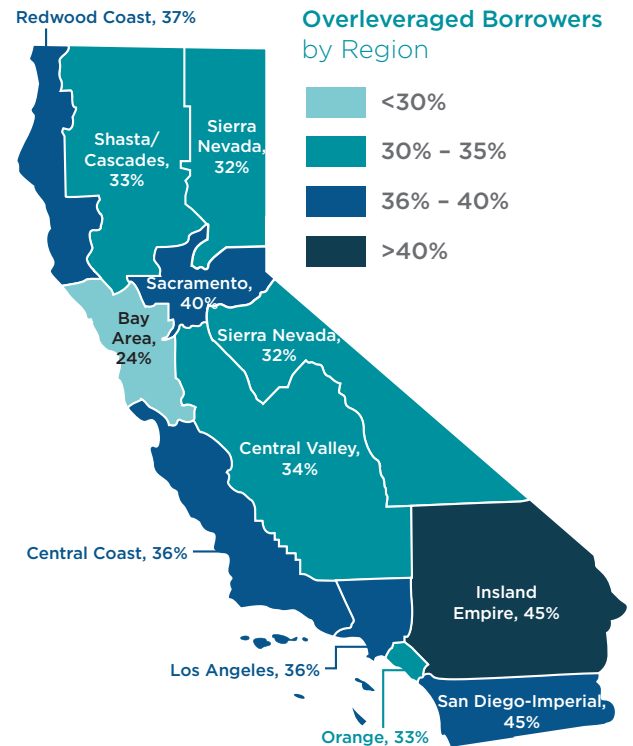 Redwood Coast, 37%
Overleveraged Borrowers
by Region
<30%
30% – 35%
36% – 40%
>40%
Shasta/
Cascades,
33%
Sierra
Nevada,
32%
Sacramento,
40%
Bay
Area,
24%
Sierra Nevada,
32%
Central Valley,
34%
Central Coast, 36%
Insland
Empire, 45%
Los Angeles, 36%
San Diego-Imperial,
45%
Orange, 33%